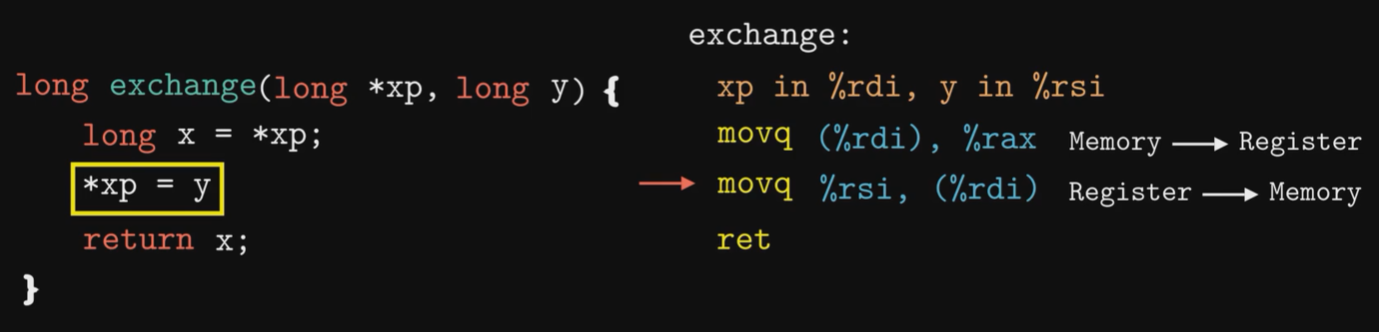 long exchange(long *xp, long y) {
long x = *xp;
*xp = y
return x;
}
exchange:
xp in %rdi, y in %rsi
movq (%rdi), %rax Memory ⟶ Register
movq %rsi, (%rdi) Register ⟶ Memory
ret